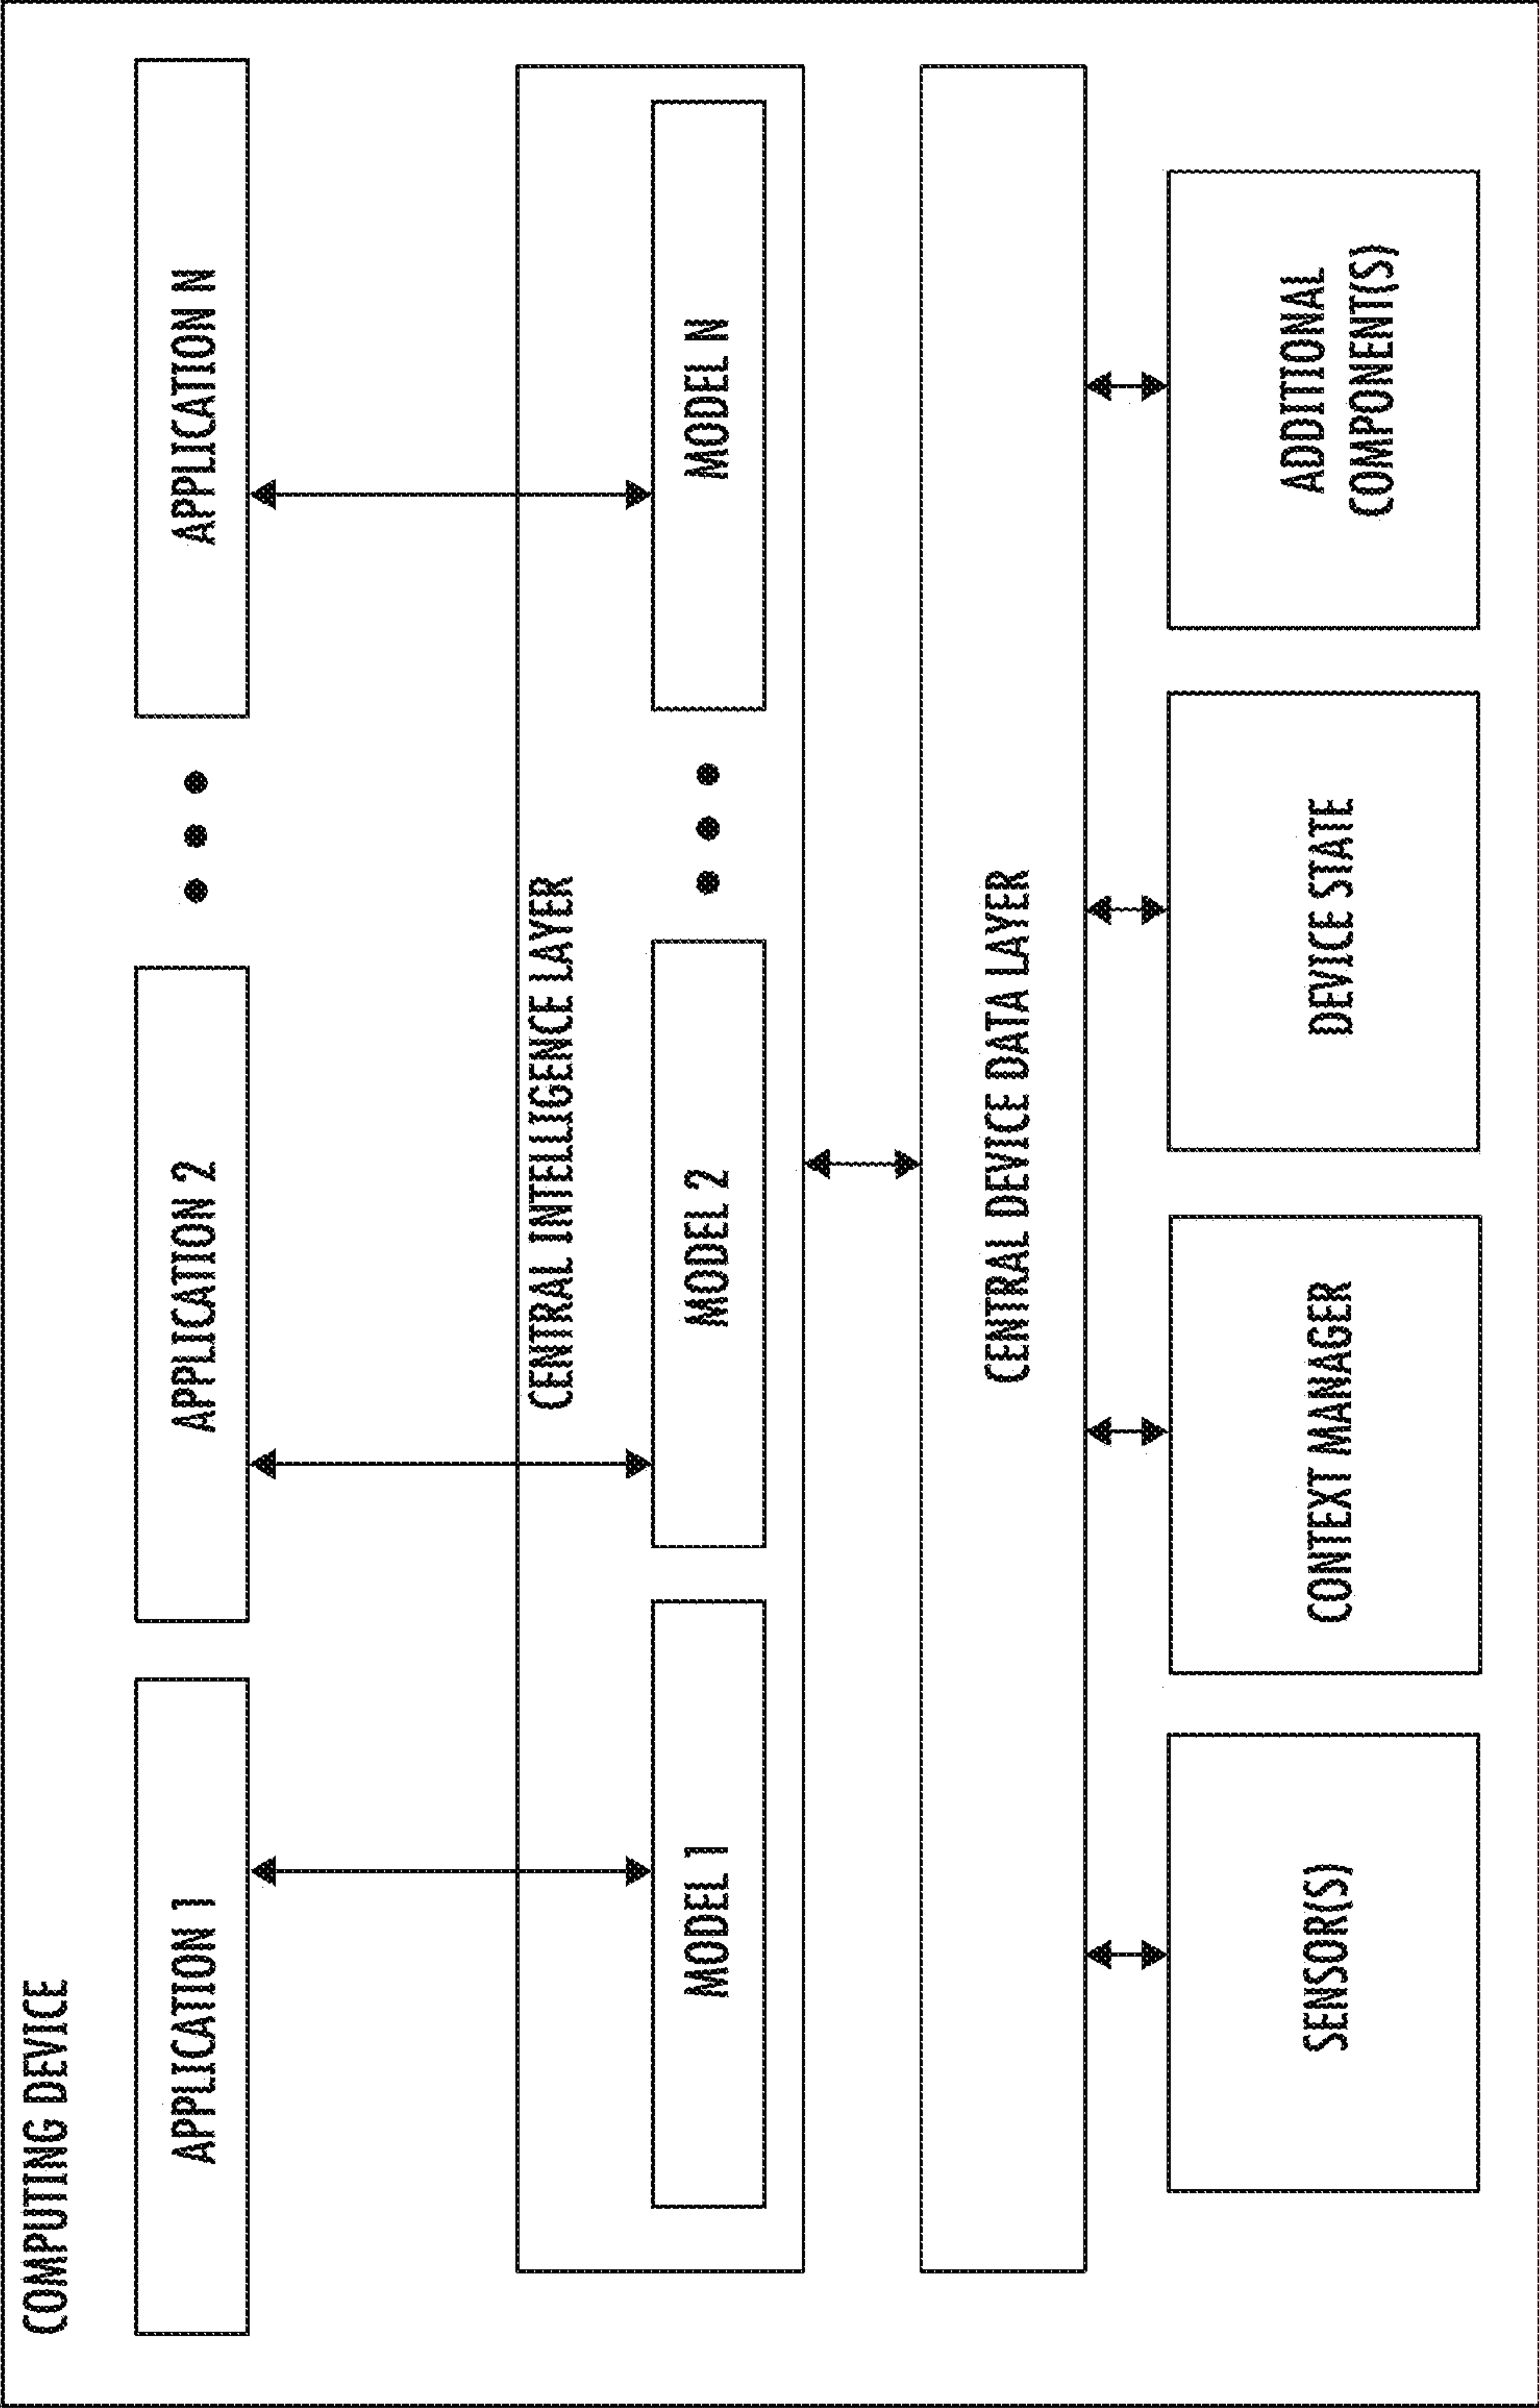 COMPUTING DEVICE
APPLICATION 1
APPLICATION 2
APPLICATION N
CENTRAL INTELLIGENCE LAYER
MODEL 1
MODEL 2
MODEL N
CENTRAL DEVICE DATA LAYER
SENSOR(S)
CONTEXT MANAGER
DEVICE STATE
ADDITIONAL
COMPONENT(S)